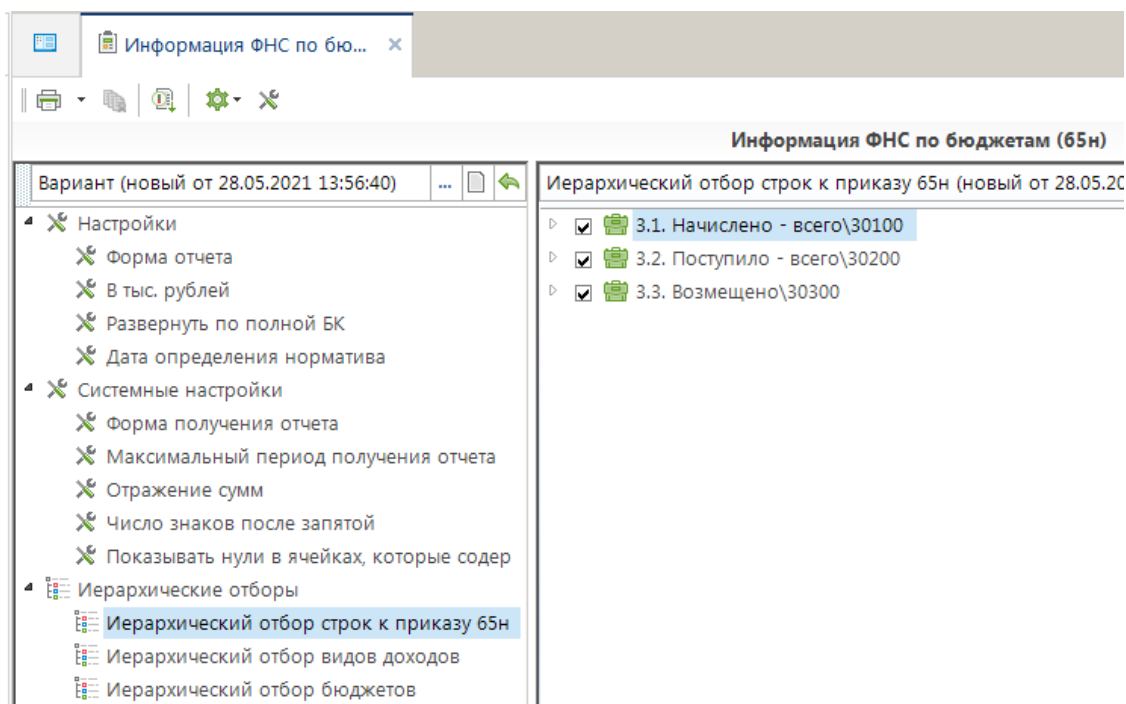 Информация ФНС по бю...
Информация ФНС по бюджетам (65н)
Вариант (новый от 28.05.2021 13:56:40)
...
Настройки
Форма отчета
В тыс. рублей
Развернуть по полной БК
Дата определения норматива
Системные настройки
Форма получения отчета
Максимальный период получения отчета
Отражение сумм
Число знаков после запятой
Показывать нули в ячейках, которые содер
Иерархические отборы
Иерархический отбор строк к приказу 65н
Иерархический отбор видов доходов
Иерархический отбор бюджетов
Иерархический отбор строк к приказу 65н (новый от 28.05.20
3.1. Начислено - всего\30100
3.2. Поступило - всего\30200
3.3. Возмещено\30300